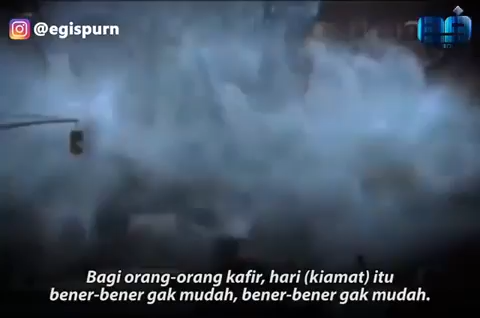 @egispurn
Bagi orang-orang kafir, hari (kiamat) itu
bener-bener gak mudah, bener-bener gak mudah.